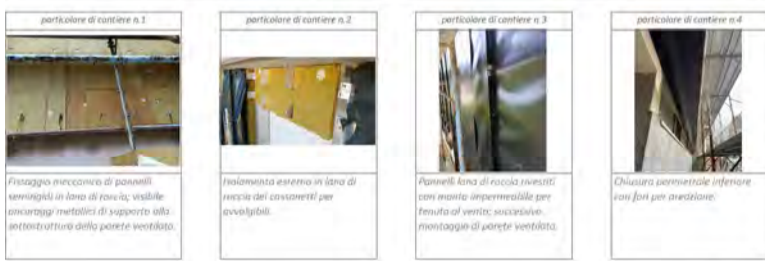 particolare di cantiere n.1
Fissaggio meccanico di pannelli
semirigidi in lana di roccia; visibile
ancoraggi metallici di supporto alla
sottostruttura della parete ventilata.
particolare di cantiere n.2
Isolamento esterno in lana di
roccia dei cassonetti per
avvolgibili.
particolare di cantiere n.3
Pannelli lana di roccia rivestiti
con manto impermeabile per
tenuta al vento; successivo
montaggio di parete ventilata.
particolare di cantiere n.4
Chiusura perimetrale inferiore
con fori per areazione.